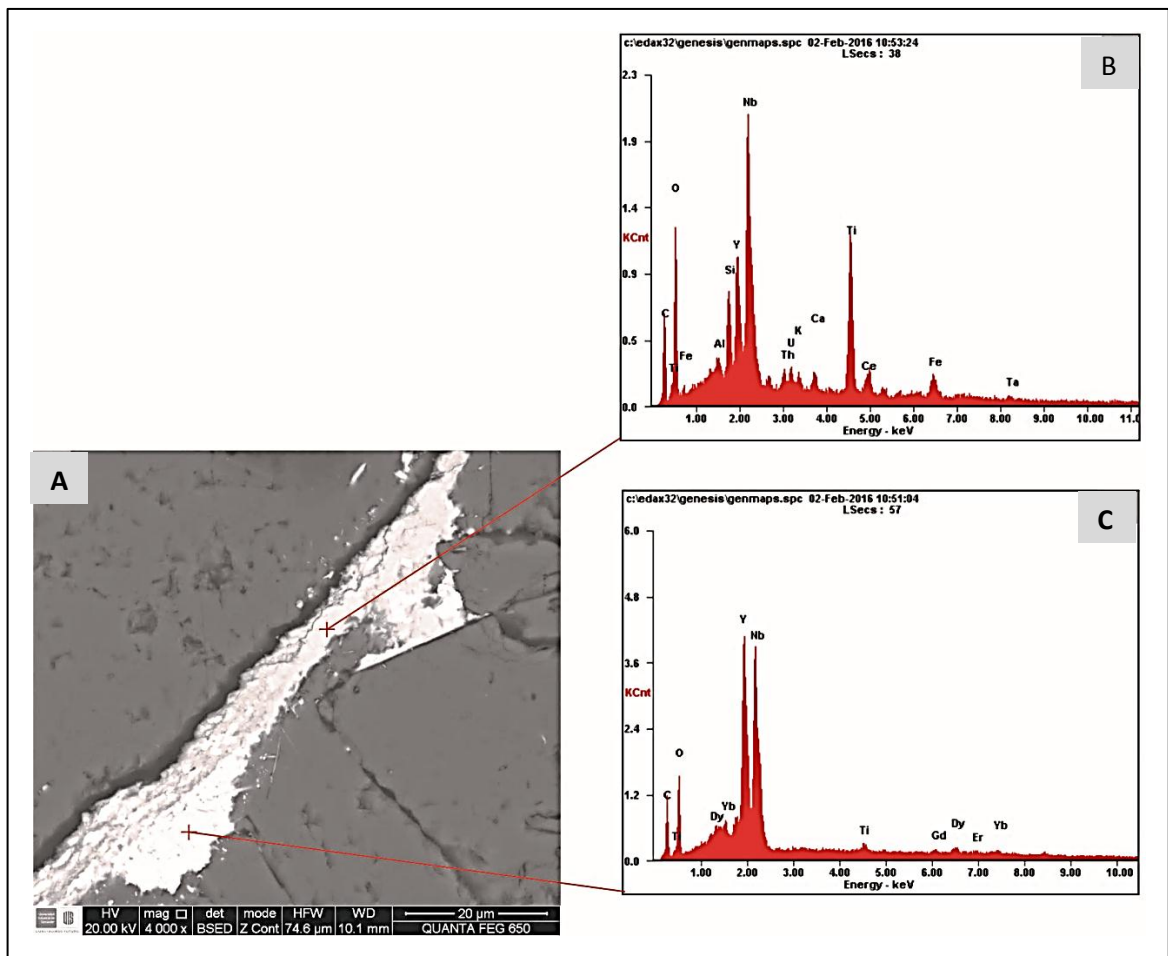 c:\edax32\genesis\genmaps.spc 02-Feb-2016 10:53:24
LSecs : 38
B
2.3
1.9
1.4
KCnt
0.9
0.5
0.0
C
O
Ti
Fe
Al
Si
Y
Nb
Th
U
K
Ca
Ti
Ce
Fe
Ta
1.00 2.00 3.00 4.00 5.00 6.00 7.00 8.00 9.00 10.00 11.0
Energy - keV
A
HV mag det mode HFW WD 20 µm
20.00 kV 4 000 x BSED Z Cont 74.6 µm 10.1 mm QUANTA FEG 650
c:\edax32\genesis\genmaps.spc 02-Feb-2016 10:51:04
LSecs : 57
C
6.0
4.8
3.6
KCnt
2.4
1.2
0.0
C
T
O
Dy
Yb
Y
Nb
Ti
Gd
Dy
Er
Yb
1.00 2.00 3.00 4.00 5.00 6.00 7.00 8.00 9.00 10.00
Energy - keV